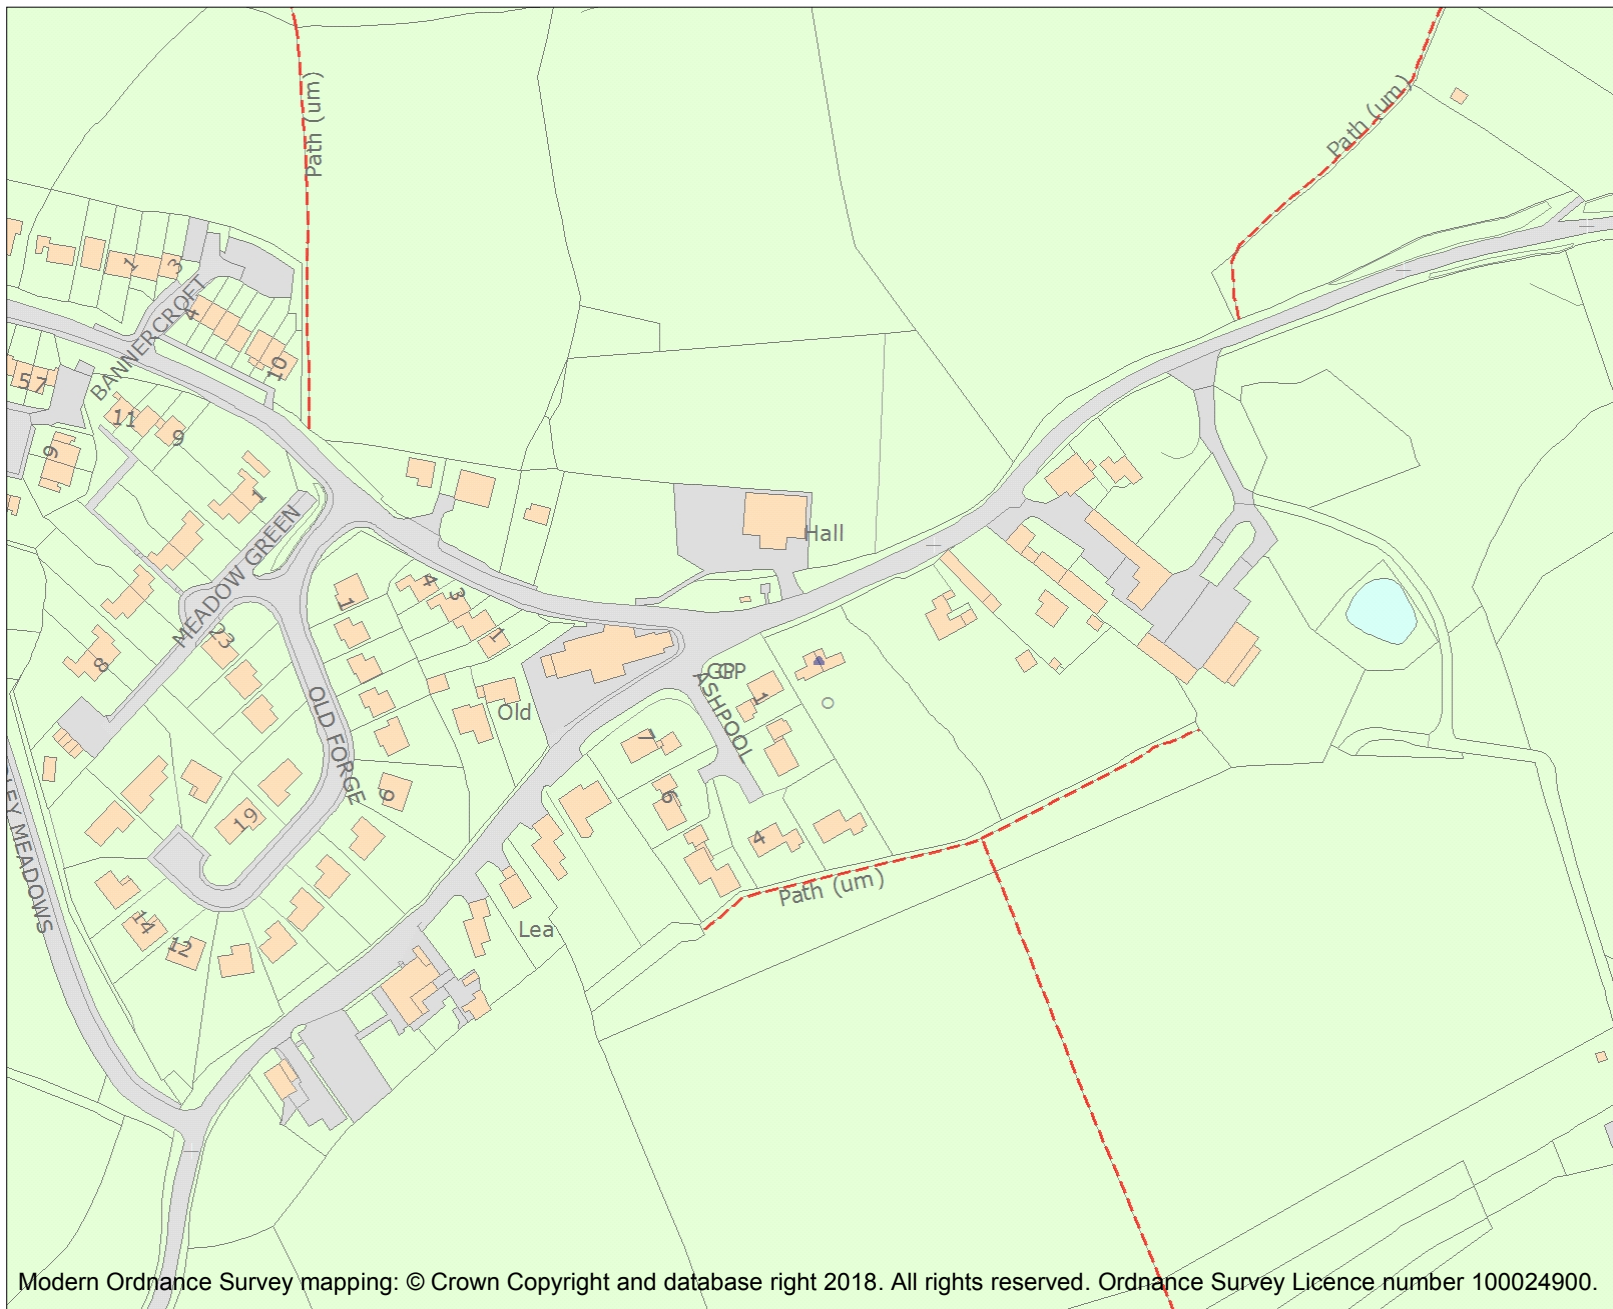 Path (um)
Path (um)
1
3
BANNERCROFT
4
10
5
7
11
9
9
1
Hall
MEADOW GREEN
1
4
3
1
23
8
GP
ASHPOOL
1
OLD FORGE
Old
7
6
19
9
4
LEY MEADOWS
Path (um)
14
12
Lea
Modern Ordnance Survey mapping: © Crown Copyright and database right 2018. All rights reserved. Ordnance Survey Licence number 100024900.